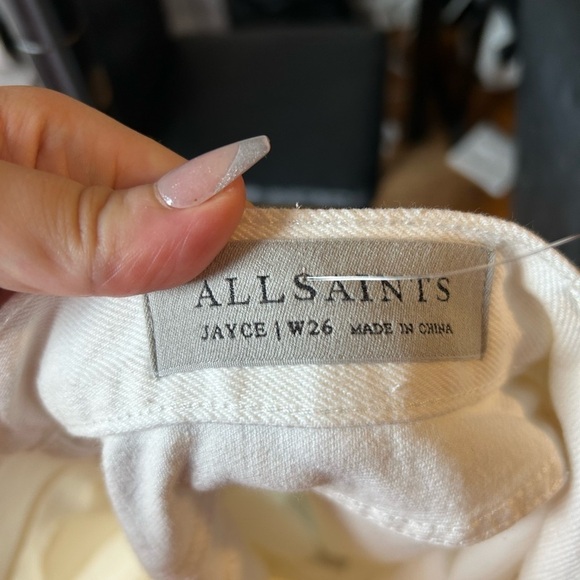 ALLSAINTS
JAYCE | W26 MADE IN CHINA